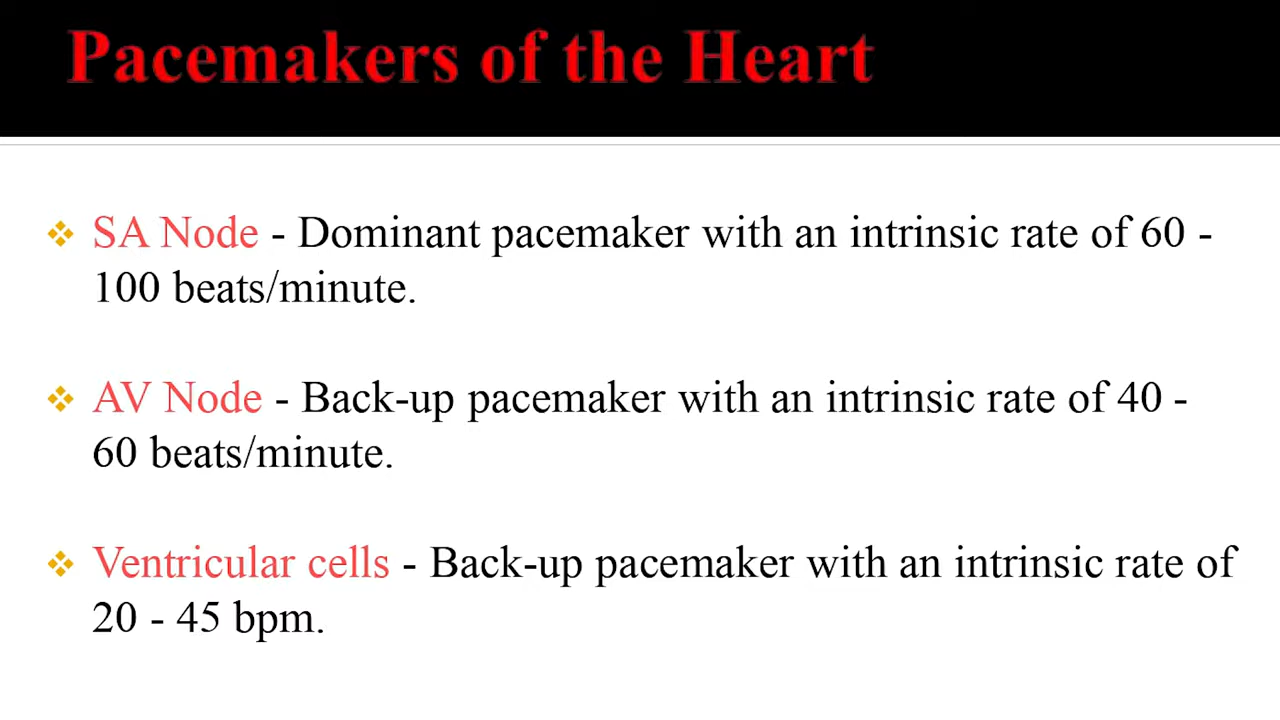 Pacemakers of the Heart
SA Node - Dominant pacemaker with an intrinsic rate of 60 -
100 beats/minute.
AV Node - Back-up pacemaker with an intrinsic rate of 40 -
60 beats/minute.
Ventricular cells - Back-up pacemaker with an intrinsic rate of
20 - 45 bpm.